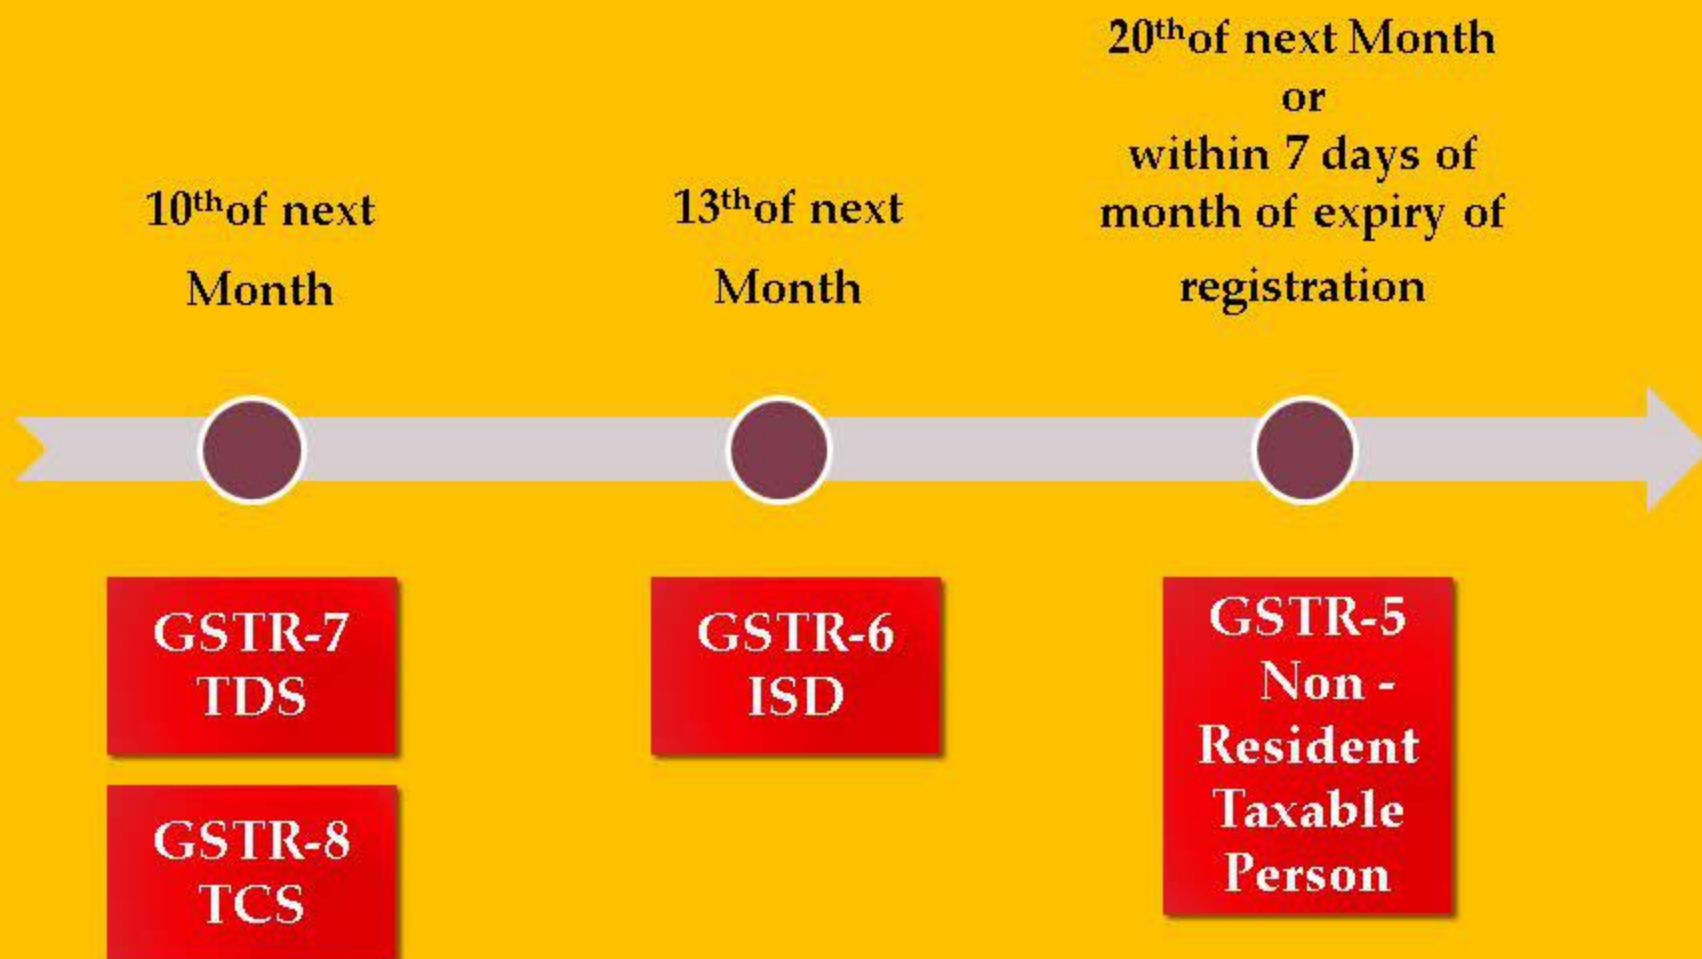 10thof next
Month
13thof next
Month
20thof next Month
or
within 7 days of
month of expiry of
registration
GSTR-7
TDS
GSTR-8
TCS
GSTR-6
ISD
GSTR-5
Non -
Resident
Taxable
Person